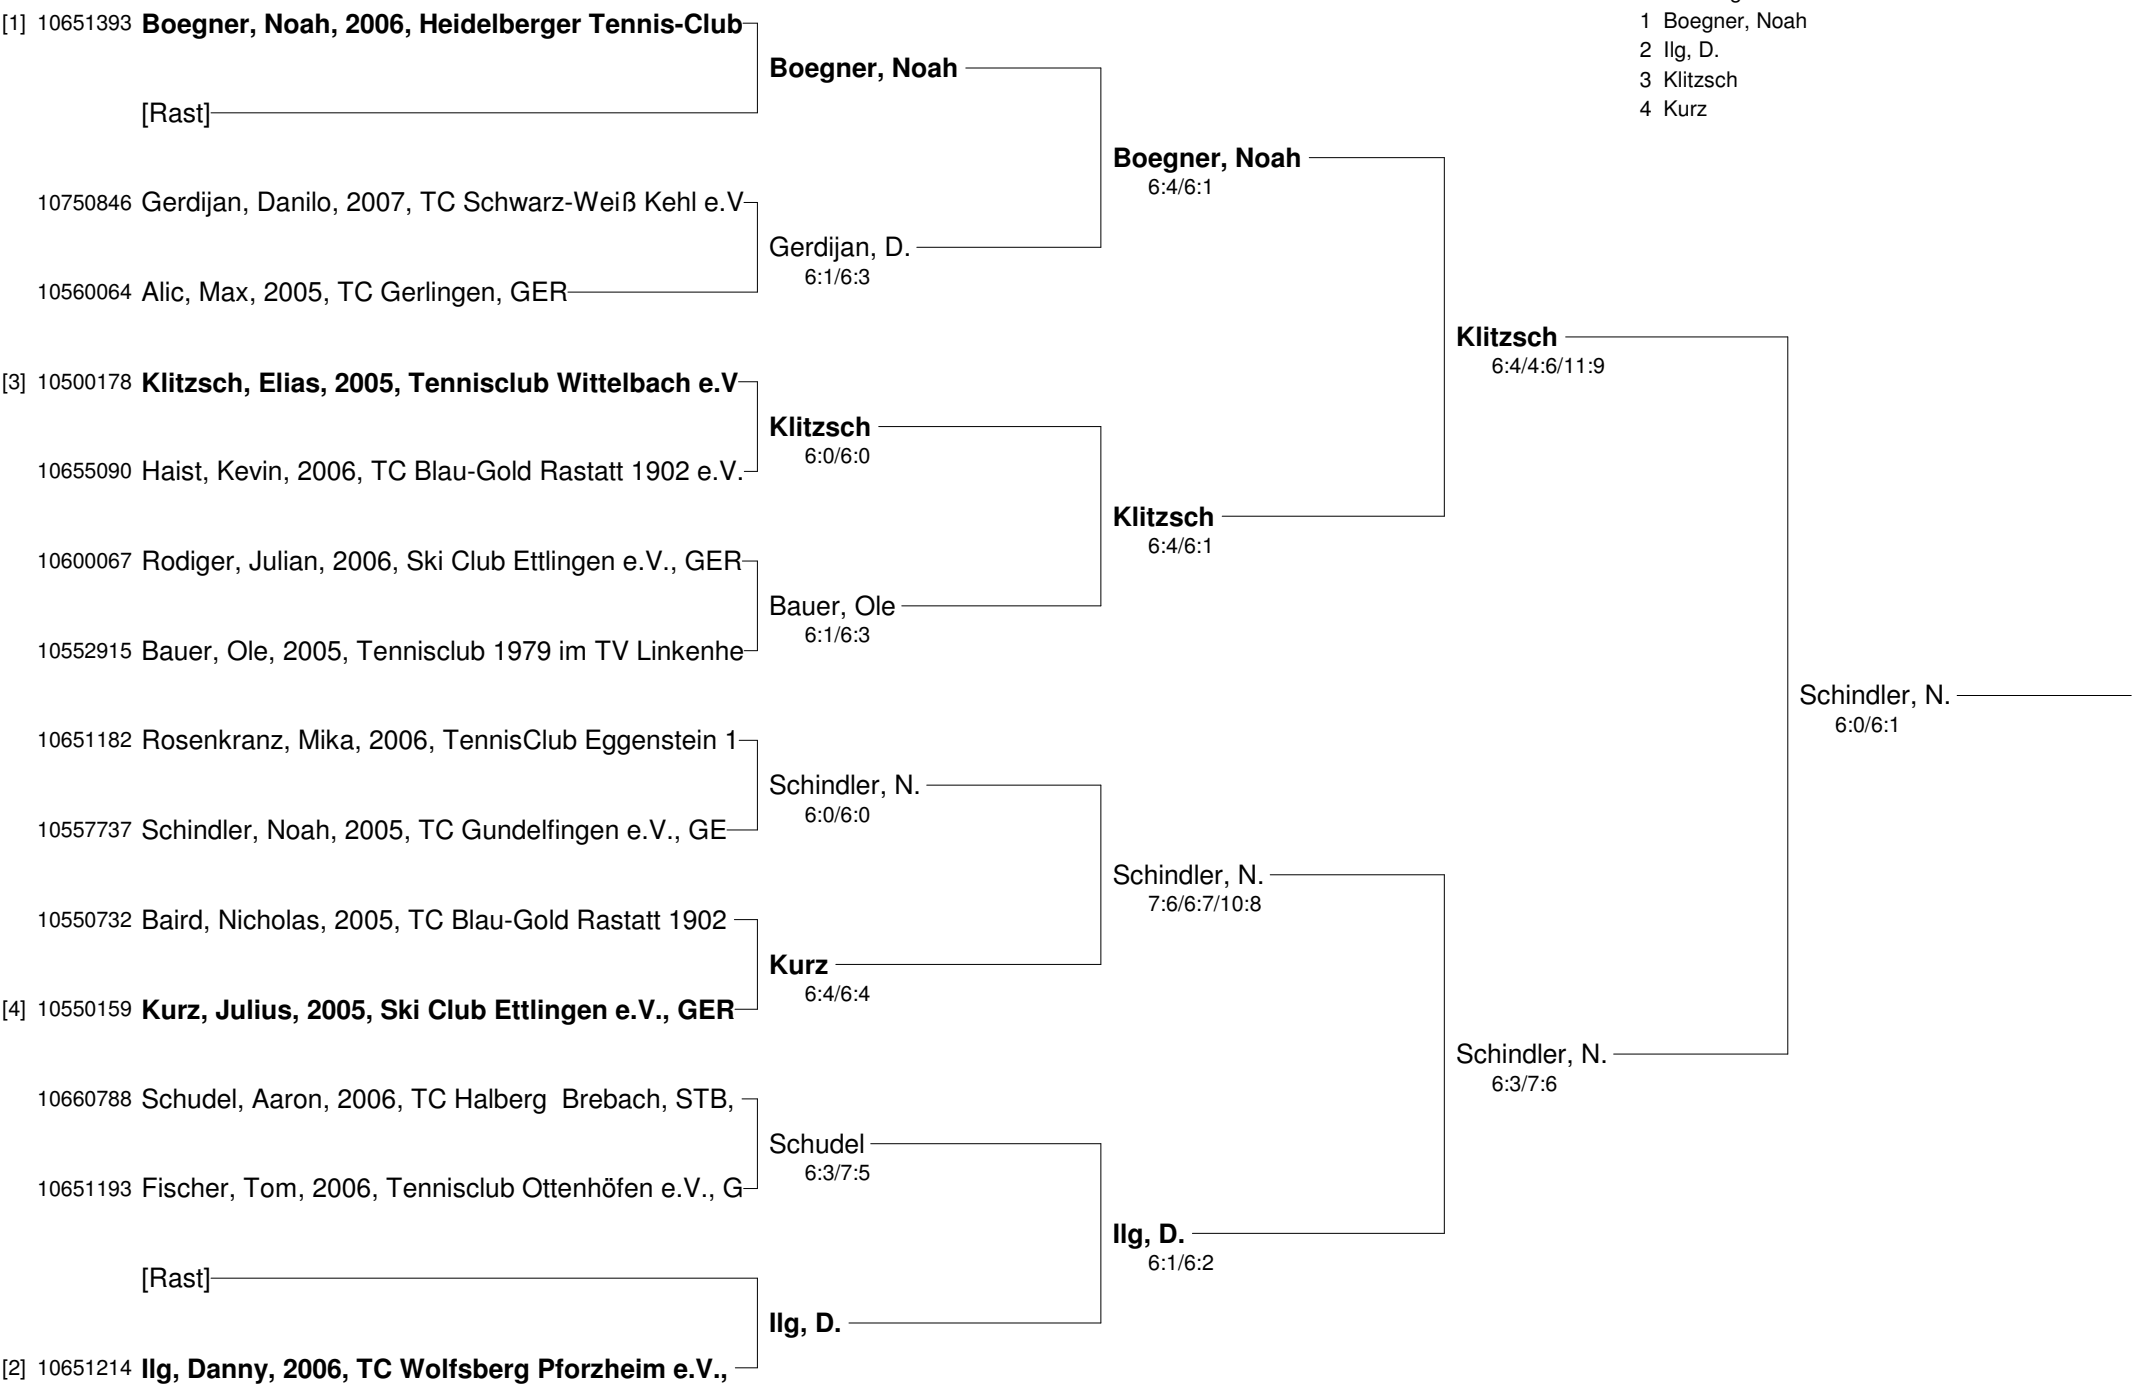 [1] 10651393 Boegner, Noah, 2006, Heidelberger Tennis-Club
[Rast]
10750846 Gerdijan, Danilo, 2007, TC Schwarz-Weiß Kehl e.V
10560064 Alic, Max, 2005, TC Gerlingen, GER
[3] 10500178 Klitzsch, Elias, 2005, Tennisclub Wittelbach e.V
10655090 Haist, Kevin, 2006, TC Blau-Gold Rastatt 1902 e.V.
10600067 Rodiger, Julian, 2006, Ski Club Ettlingen e.V., GER
10552915 Bauer, Ole, 2005, Tennisclub 1979 im TV Linkenhe
10651182 Rosenkranz, Mika, 2006, TennisClub Eggenstein 1
10557737 Schindler, Noah, 2005, TC Gundelfingen e.V., GE
10550732 Baird, Nicholas, 2005, TC Blau-Gold Rastatt 1902
[4] 10550159 Kurz, Julius, 2005, Ski Club Ettlingen e.V., GER
10660788 Schudel, Aaron, 2006, TC Halberg Brebach, STB,
10651193 Fischer, Tom, 2006, Tennisclub Ottenhöfen e.V., G
[Rast]
[2] 10651214 Ilg, Danny, 2006, TC Wolfsberg Pforzheim e.V.,
Boegner, Noah
Gerdijan, D.
6:1/6:3
Klitzsch
6:0/6:0
Bauer, Ole
6:1/6:3
Schindler, N.
6:0/6:0
Kurz
6:4/6:4
Schudel
6:3/7:5
Ilg, D.
Boegner, Noah
6:4/6:1
Klitzsch
6:4/6:1
Schindler, N.
7:6/6:7/10:8
Ilg, D.
6:1/6:2
Klitzsch
6:4/4:6/11:9
Schindler, N.
6:3/7:6
Schindler, N.
6:0/6:1
1 Boegner, Noah
2 Ilg, D.
3 Klitzsch
4 Kurz